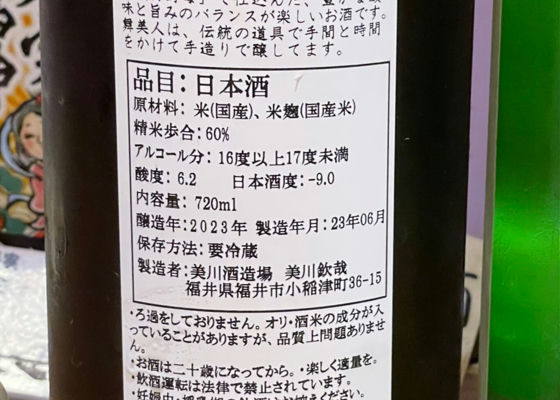 味と旨みのバランスが楽しいお酒です。
舞美人は、伝統の道具で手間と時間
をかけて手造りで醸してます。
品目：日本酒
原材料：米(国産)、米麹(国産米)
精米歩合：60%
アルコール分：16度以上17度未満
酸度：6.2　日本酒度：-9.0
内容量：720ml
醸造年：2023年 製造年月：23年06月
保存方法：要冷蔵
製造者：美川酒造場　美川欽哉
福井県福井市小稲津町36-15
・ろ過をしておりません。オリ・酒米の成分が入
っていることがありますが、品質上問題ありませ
ん。
・お酒は二十歳になってから。・楽しく適量を。
・飲酒運転は法律で禁止されています。